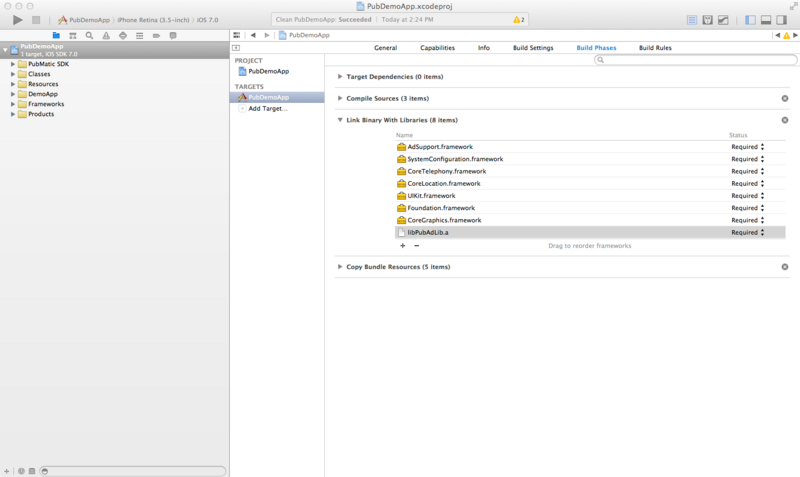 PubDemoApp.xcodeproj
PubDemoApp 〉 iPhone Retina (3.5-inch) 〉 iOS 7.0
Clean PubDemoApp: Succeeded | Today at 2:24 PM
2
PubDemoApp
1 target, iOS SDK 7.0
PubMatic SDK
Classes
Resources
DemoApp
Frameworks
Products
PubDemoApp
General Capabilities Info Build Settings Build Phases Build Rules
PROJECT
PubDemoApp
TARGETS
PubDemoApp
Add Target...
Target Dependencies (0 items)
Compile Sources (3 items)
Link Binary With Libraries (8 items)
Name Status
AdSupport.framework Required
SystemConfiguration.framework Required
CoreTelephony.framework Required
CoreLocation.framework Required
UIKit.framework Required
Foundation.framework Required
CoreGraphics.framework Required
libPubAdLib.a Required
+ − Drag to reorder frameworks
Copy Bundle Resources (5 items)